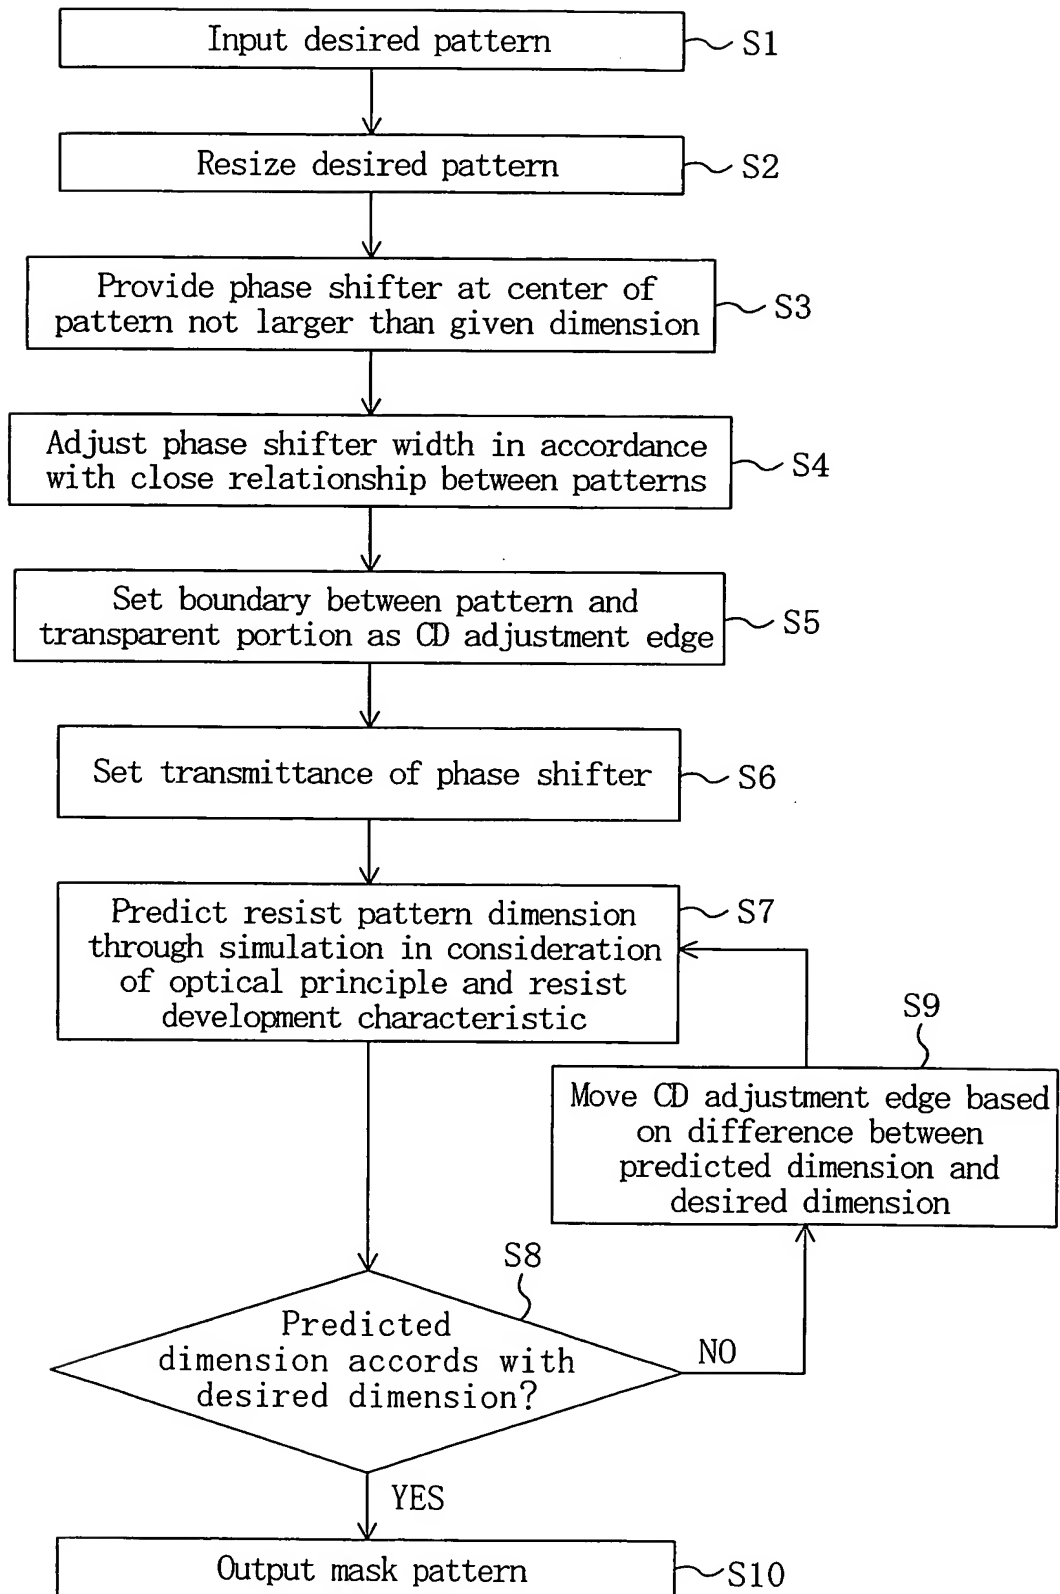 Input desired pattern
S1
Resize desired pattern
S2
Provide phase shifter at center of
pattern not larger than given dimension
S3
Adjust phase shifter width in accordance
with close relationship between patterns
S4
Set boundary between pattern and
transparent portion as CD adjustment edge
S5
Set transmittance of phase shifter
S6
Predict resist pattern dimension
through simulation in consideration
of optical principle and resist
development characteristic
S7
S9
Move CD adjustment edge based
on difference between
predicted dimension and
desired dimension
S8
Predicted
dimension accords with
desired dimension?
NO
YES
Output mask pattern
S10